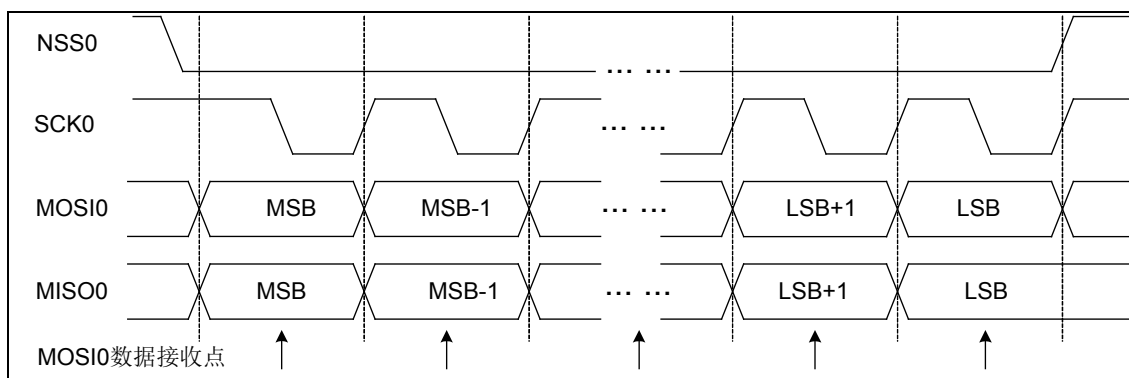 NSS0
... ...
SCK0
... ...
MOSI0 MSB MSB-1 ... ... LSB+1 LSB
MISO0 MSB MSB-1 ... ... LSB+1 LSB
MOSI0数据接收点